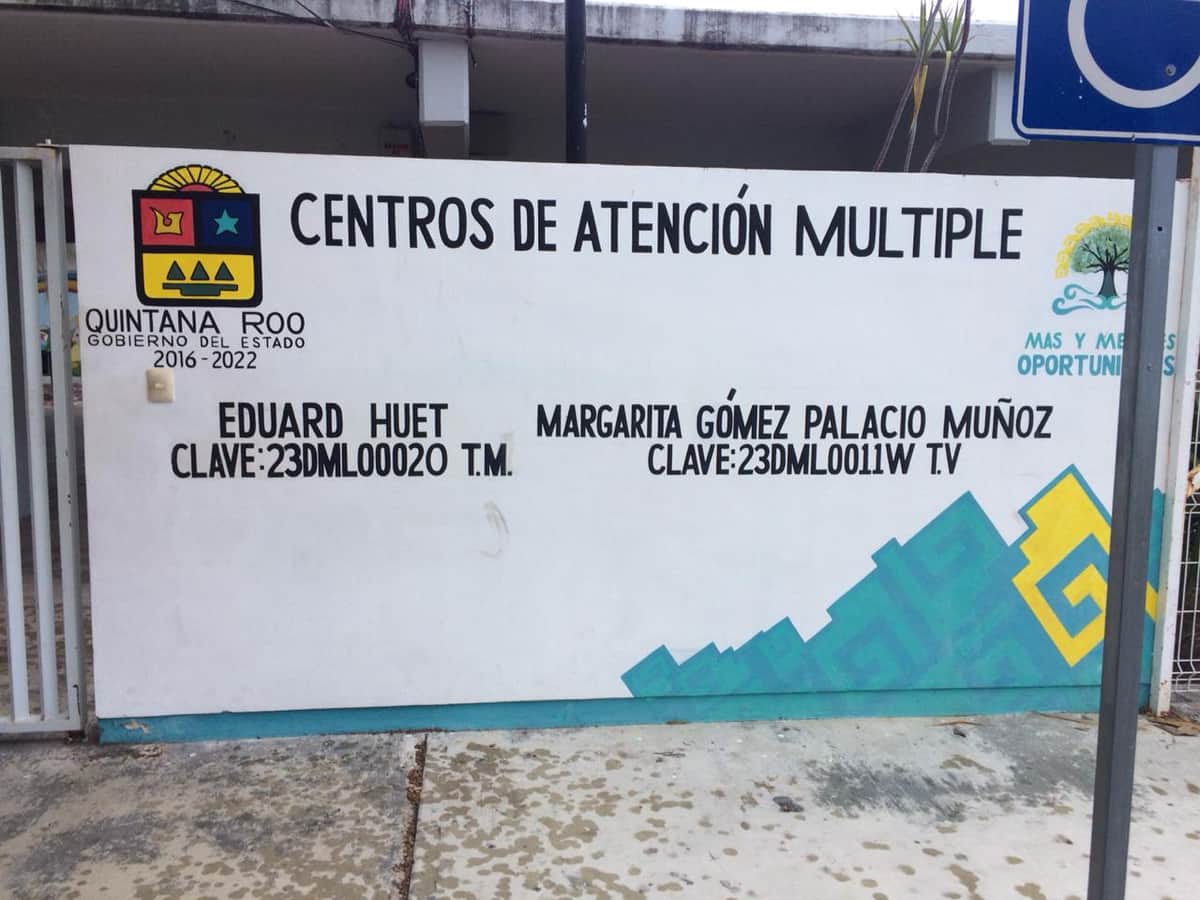 CENTROS DE ATENCIÓN MULTIPLE
QUINTANA ROO
GOBIERNO DEL ESTADO
2016-2022
MAS Y
OPORTUNI
EDUARD HUET
CLAVE:23DML0002O T.M.
MARGARITA GÓMEZ PALACIO MUÑOZ
CLAVE:23DML0011W T.V